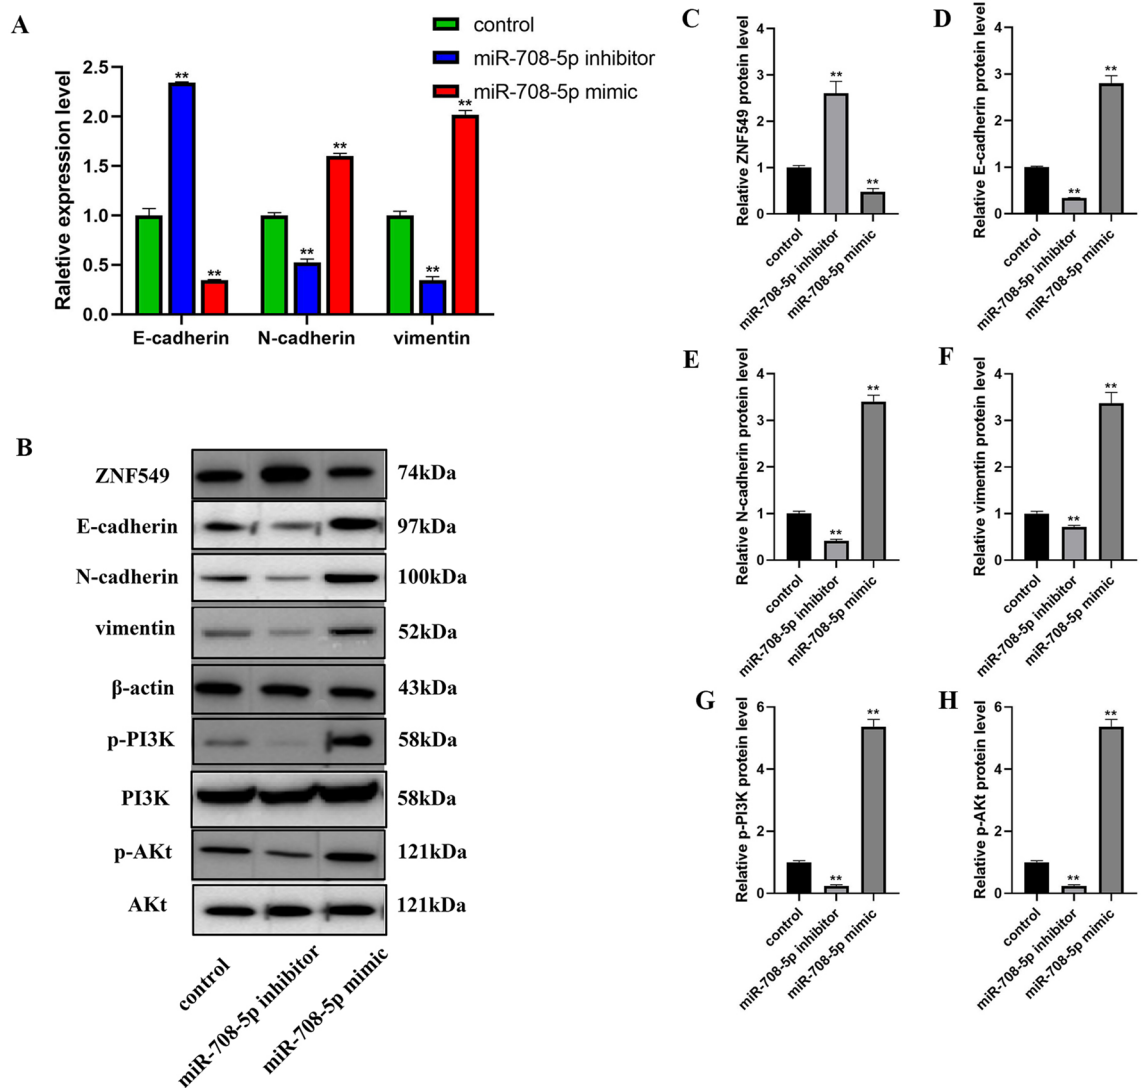 A
control
miR-708-5p inhibitor
miR-708-5p mimic
Raletive expression level
2.5
2.0
1.5
1.0
0.5
0.0
**
**
**
**
**
**
E-cadherin
N-cadherin
vimentin
B
ZNF549
74kDa
E-cadherin
97kDa
N-cadherin
100kDa
vimentin
52kDa
β-actin
43kDa
p-PI3K
58kDa
PI3K
58kDa
p-AKt
121kDa
AKt
121kDa
control
miR-708-5p inhibitor
miR-708-5p mimic
C
Relative ZNF549 protein level
4
3
2
1
0
**
**
control
miR-708-5p inhibitor
miR-708-5p mimic
D
Relative E-cadherin protein level
4
3
2
1
0
**
**
control
miR-708-5p inhibitor
miR-708-5p mimic
E
Relative N-cadherin protein level
4
3
2
1
0
**
**
control
miR-708-5p inhibitor
miR-708-5p mimic
F
Relative vimentin protein level
4
3
2
1
0
**
**
control
miR-708-5p inhibitor
miR-708-5p mimic
G
Relative p-PI3K protein level
6
4
2
0
**
**
control
miR-708-5p inhibitor
miR-708-5p mimic
H
Relative p-AKt protein level
6
4
2
0
**
**
control
miR-708-5p inhibitor
miR-708-5p mimic